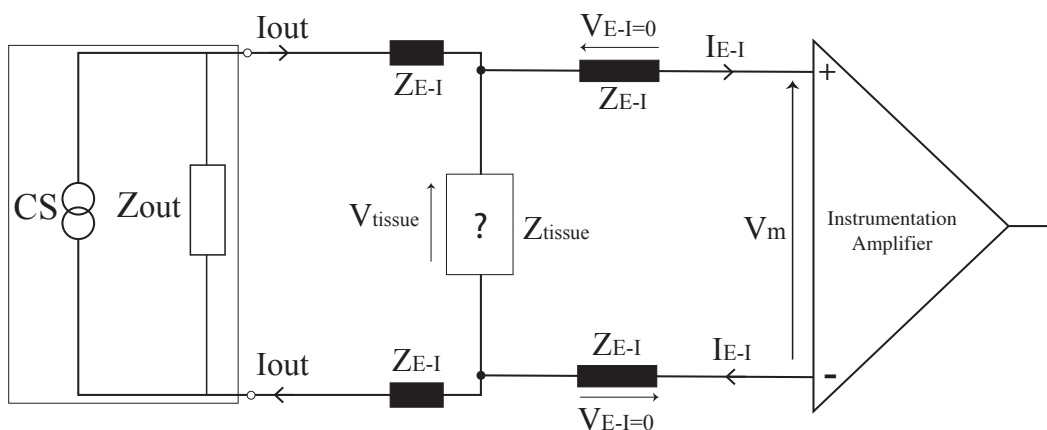 Iout
ZE-I
VE-I=0
IE-I
ZE-I
+
CS
Zout
Vtissue
?
Ztissue
Vm
Instrumentation
Amplifier
Iout
ZE-I
ZE-I
IE-I
-
VE-I=0